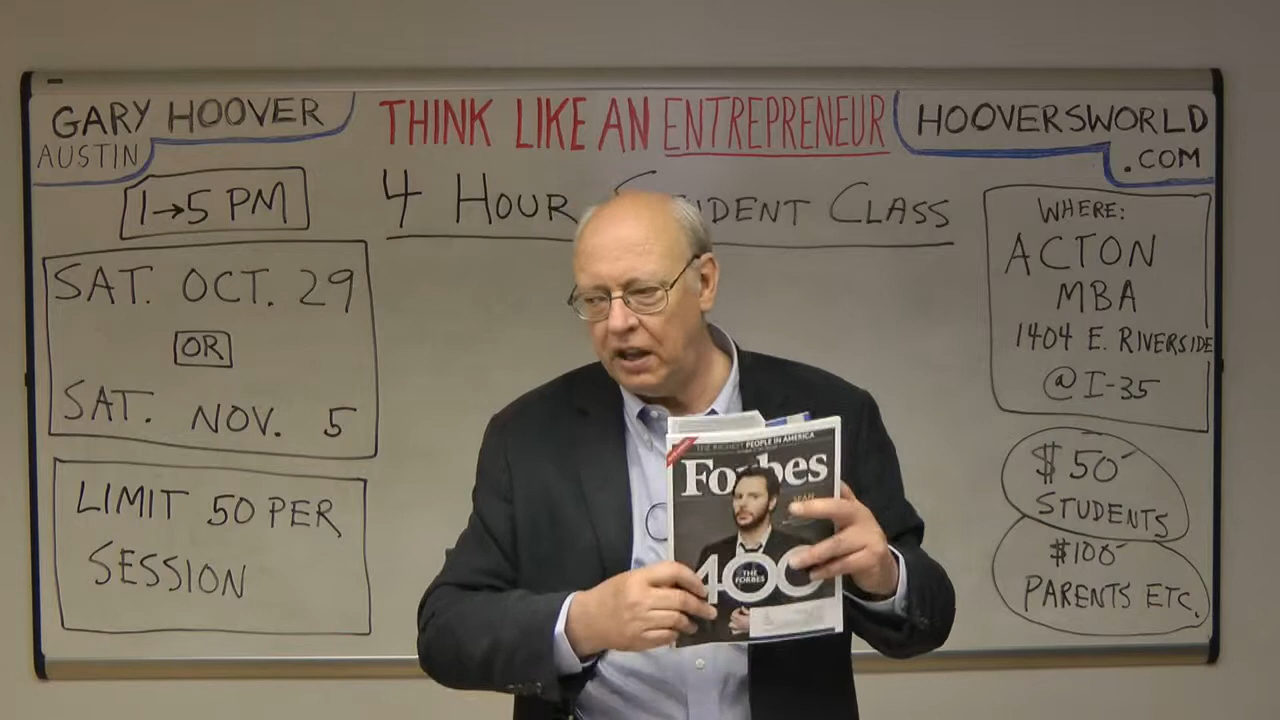 GARY HOOVER
AUSTIN
THINK LIKE AN ENTREPRENEUR
HOOVERSWORLD
.COM
1→5 PM
4 HOUR STUDENT CLASS
SAT. OCT. 29
OR
SAT. NOV. 5
LIMIT 50 PER
SESSION
WHERE:
ACTON
MBA
1404 E. RIVERSIDE
@ I-35
$50
STUDENTS
$100
PARENTS ETC.
THE RICHEST PEOPLE IN AMERICA
Forbes
400
THE
FORBES